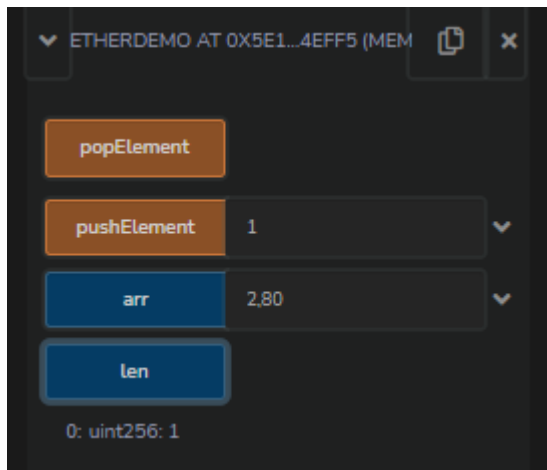 ETHERDEMO AT 0X5E1...4EFF5 (MEM
popElement
pushElement 1
arr 2,80
len
0: uint256: 1